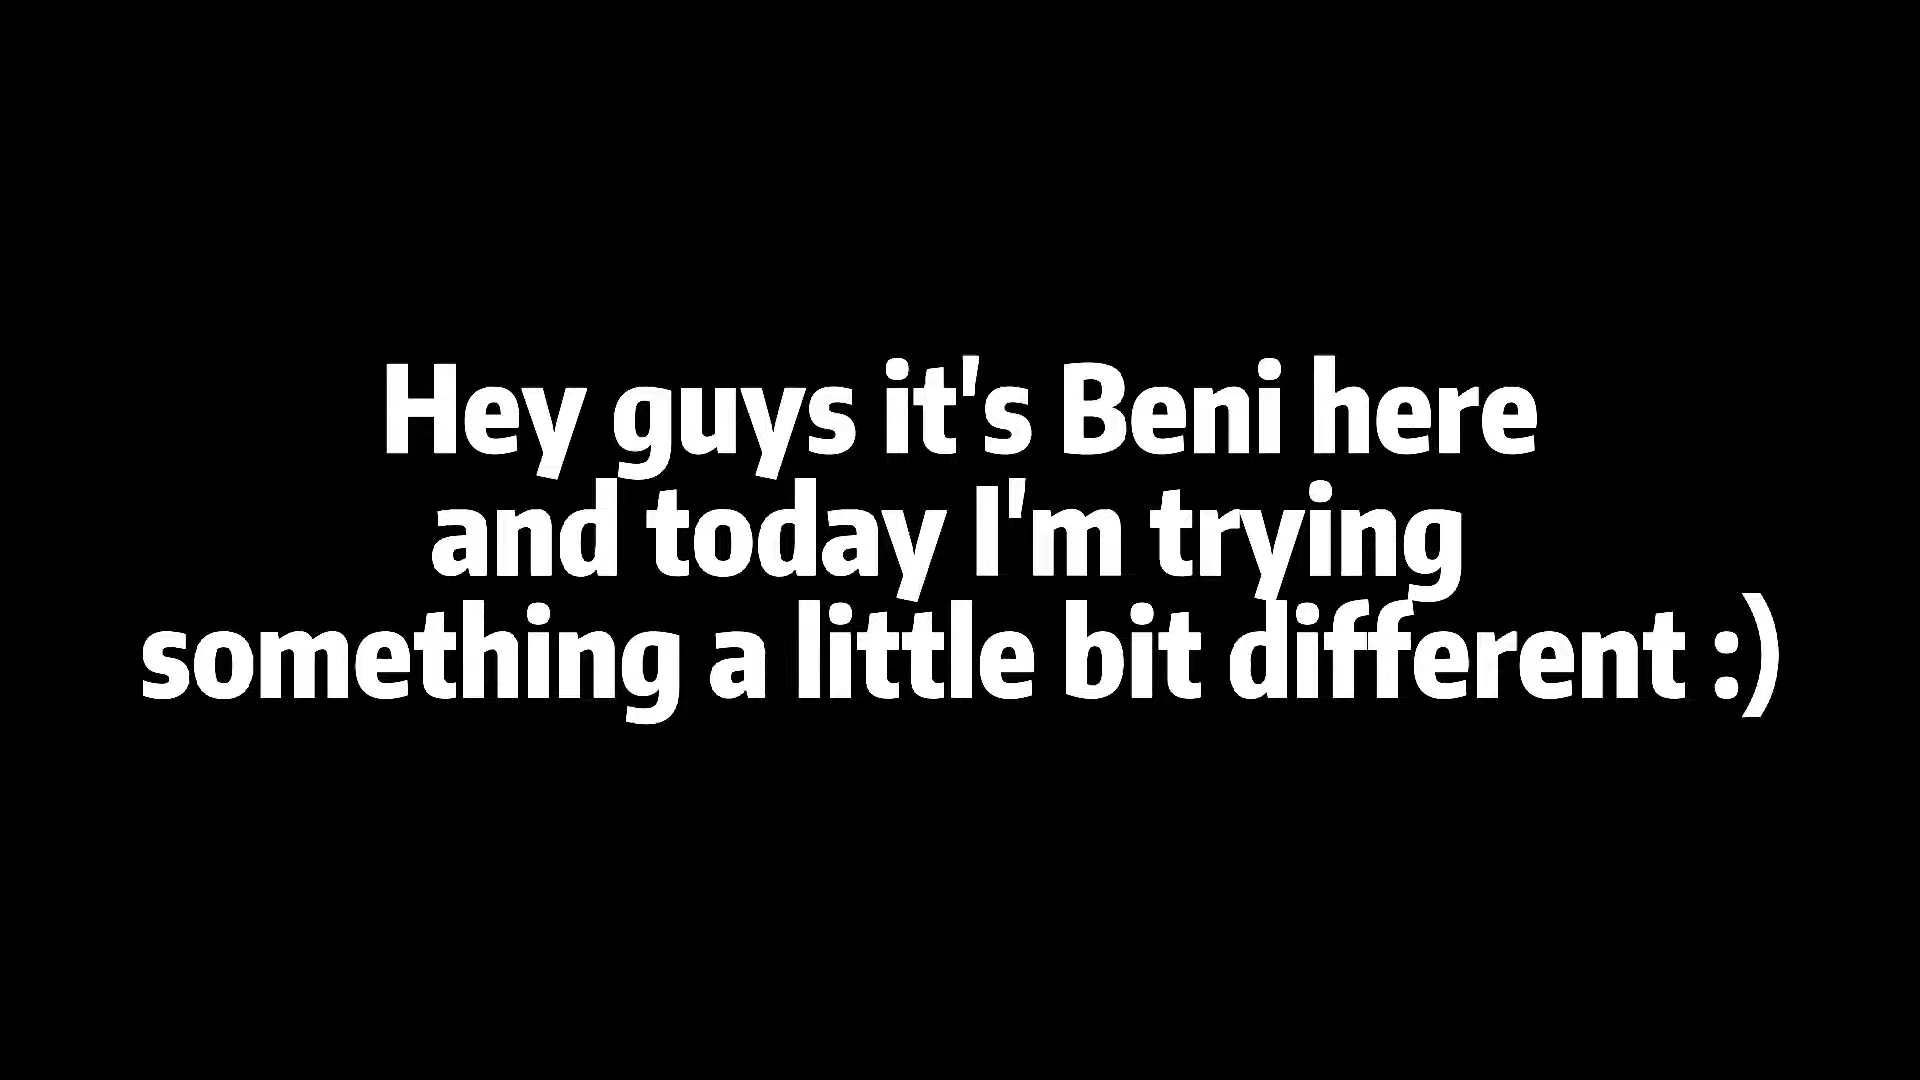 Hey guys it's Beni here
and today I'm trying
something a little bit different :)